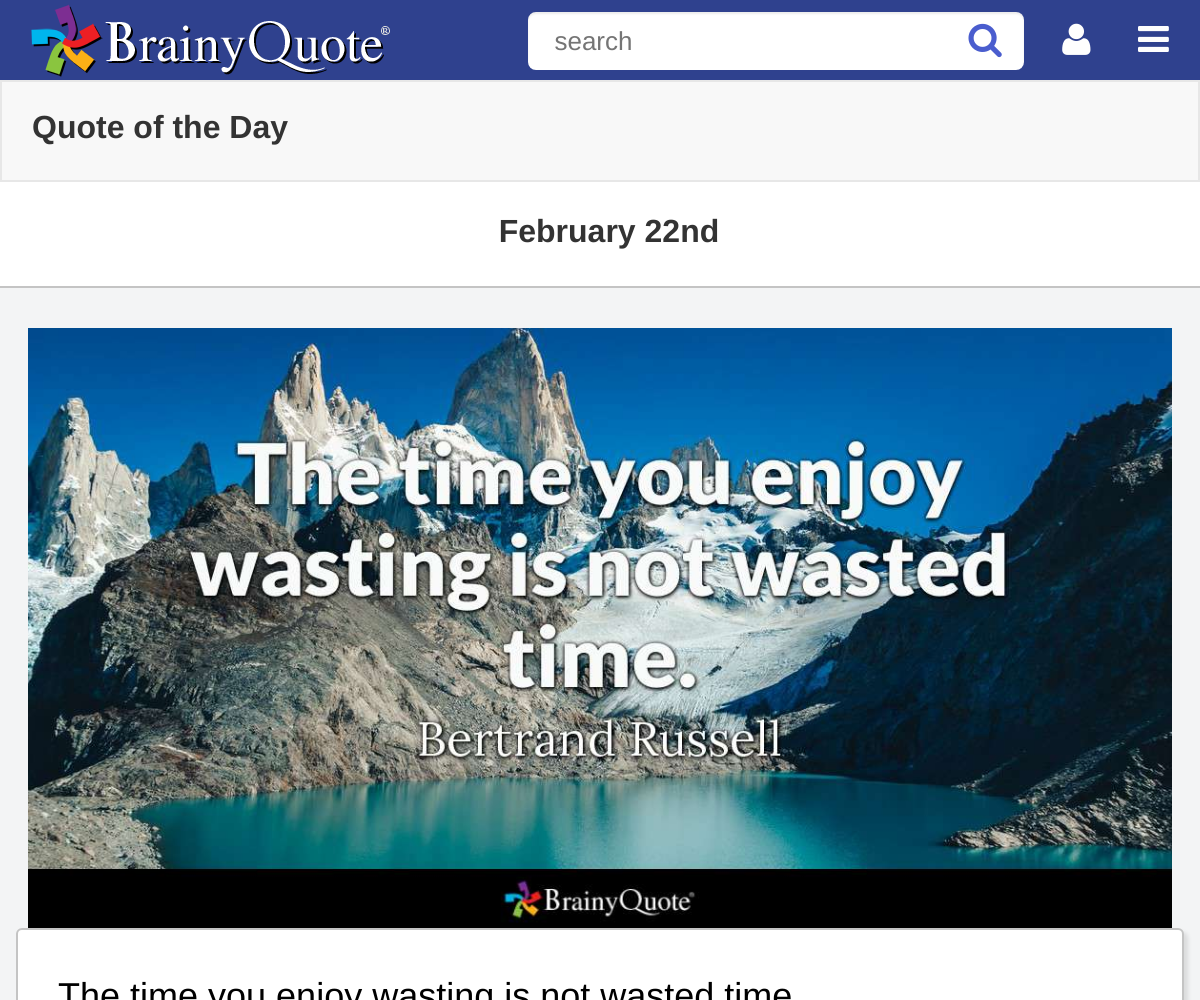 BrainyQuote®
search
Quote of the Day
February 22nd
The time you enjoy
wasting is not wasted
time.
Bertrand Russell
BrainyQuote®
The time you enjoy wasting is not wasted time.